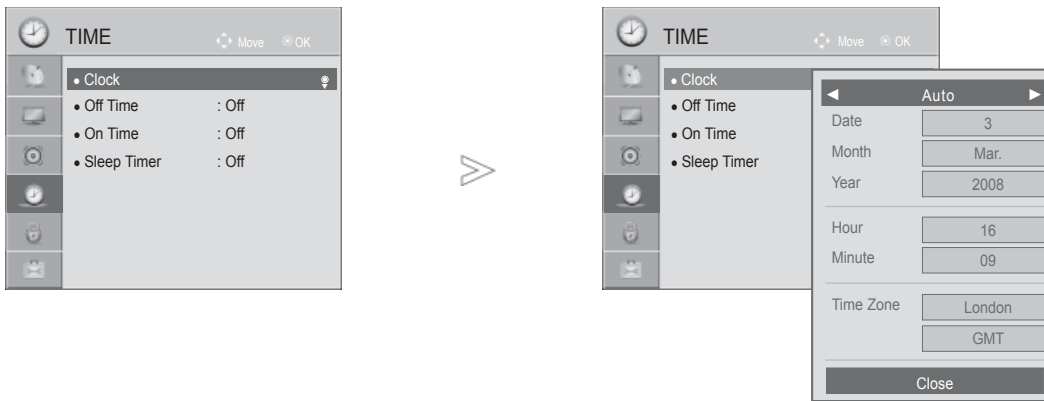 TIME
Move OK
• Clock
• Off Time : Off
• On Time : Off
• Sleep Timer : Off
TIME
Move OK
• Clock
• Off Time
• On Time
• Sleep Timer
◄ Auto ►
Date 3
Month Mar.
Year 2008
Hour 16
Minute 09
Time Zone London
GMT
Close